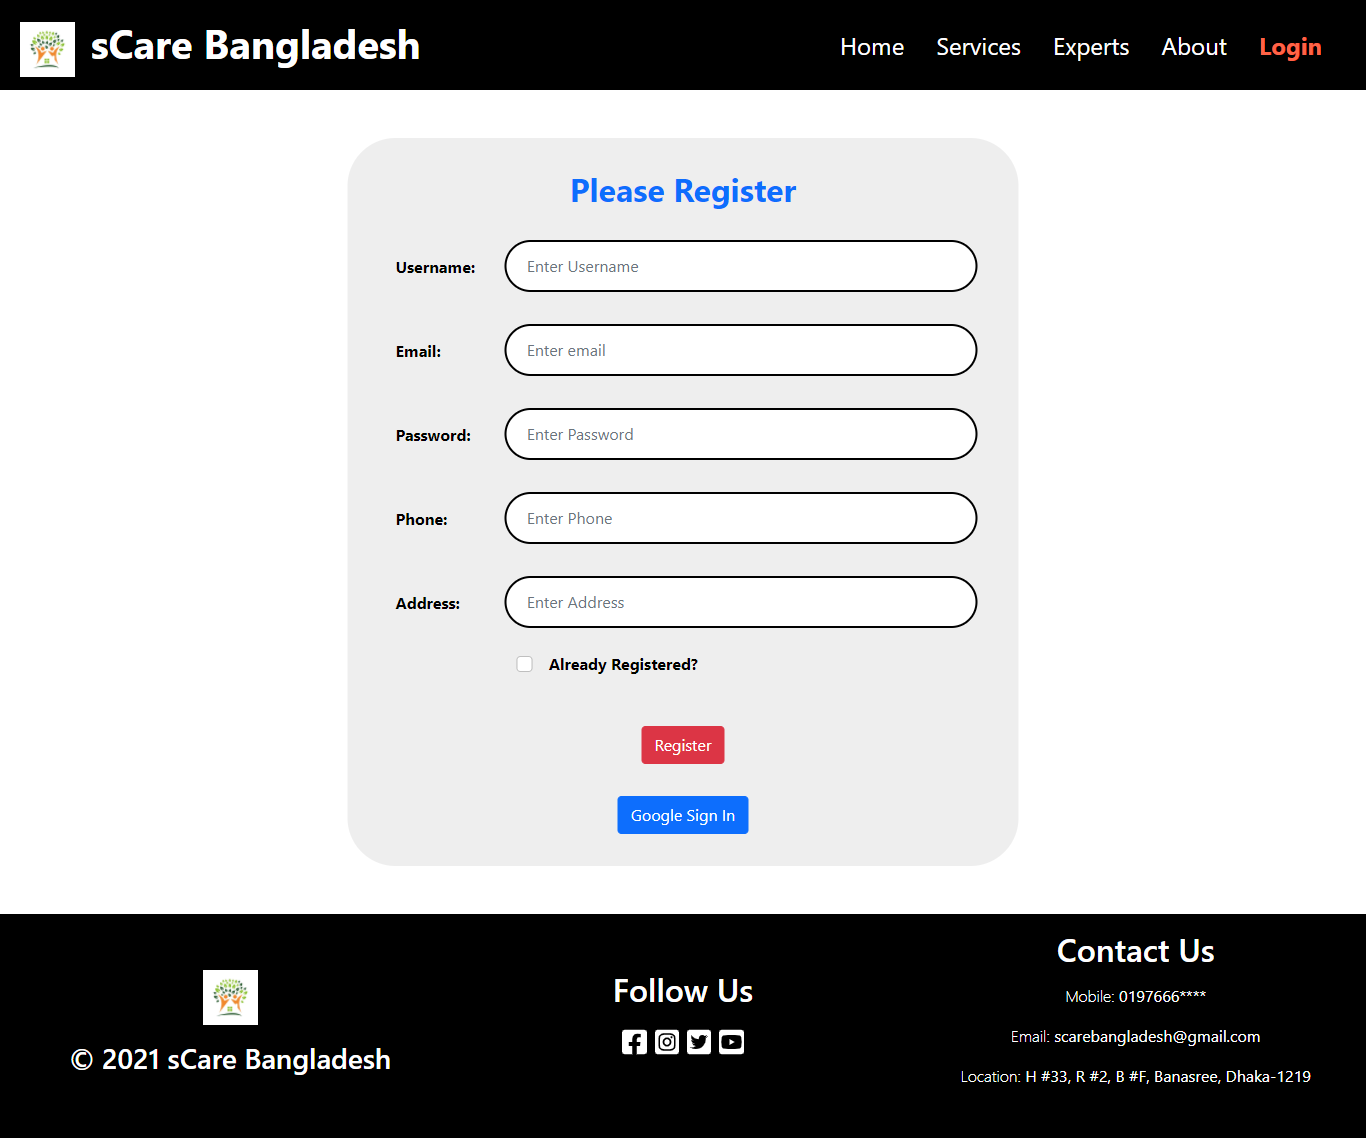 sCare Bangladesh
Home Services Experts About Login
Please Register
Username: Enter Username
Email: Enter email
Password: Enter Password
Phone: Enter Phone
Address: Enter Address
Already Registered?
Register
Google Sign In
© 2021 sCare Bangladesh
Follow Us
Contact Us
Mobile: 0197666****
Email: scarebangladesh@gmail.com
Location: H #33, R #2, B #F, Banasree, Dhaka-1219